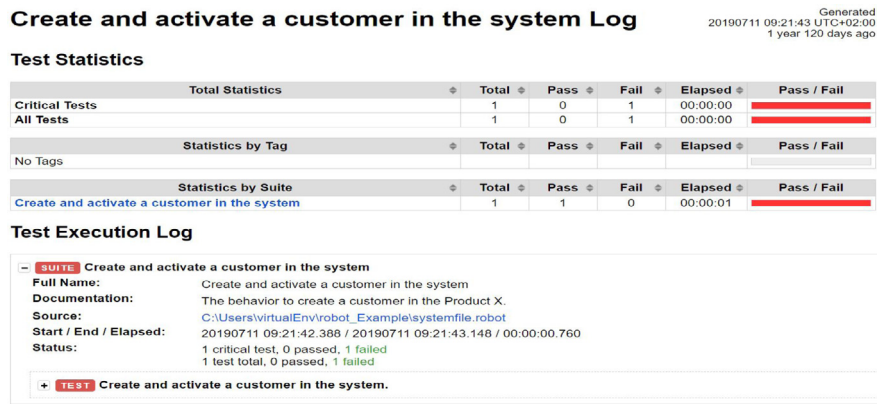 Create and activate a customer in the system Log
Generated
20190711 09:21:43 UTC+02:00
1 year 120 days ago
Test Statistics
Total Statistics Total Pass Fail Elapsed Pass / Fail
Critical Tests 1 0 1 00:00:00
All Tests 1 0 1 00:00:00
Statistics by Tag Total Pass Fail Elapsed Pass / Fail
No Tags
Statistics by Suite Total Pass Fail Elapsed Pass / Fail
Create and activate a customer in the system 1 1 0 00:00:01
Test Execution Log
- SUITE Create and activate a customer in the system
Full Name: Create and activate a customer in the system
Documentation: The behavior to create a customer in the Product X.
Source: C:\Users\virtualEnv\robot_Example\systemfile.robot
Start / End / Elapsed: 20190711 09:21:42.388 / 20190711 09:21:43.148 / 00:00:00.760
Status: 1 critical test, 0 passed, 1 failed
1 test total, 0 passed, 1 failed
+ TEST Create and activate a customer in the system.